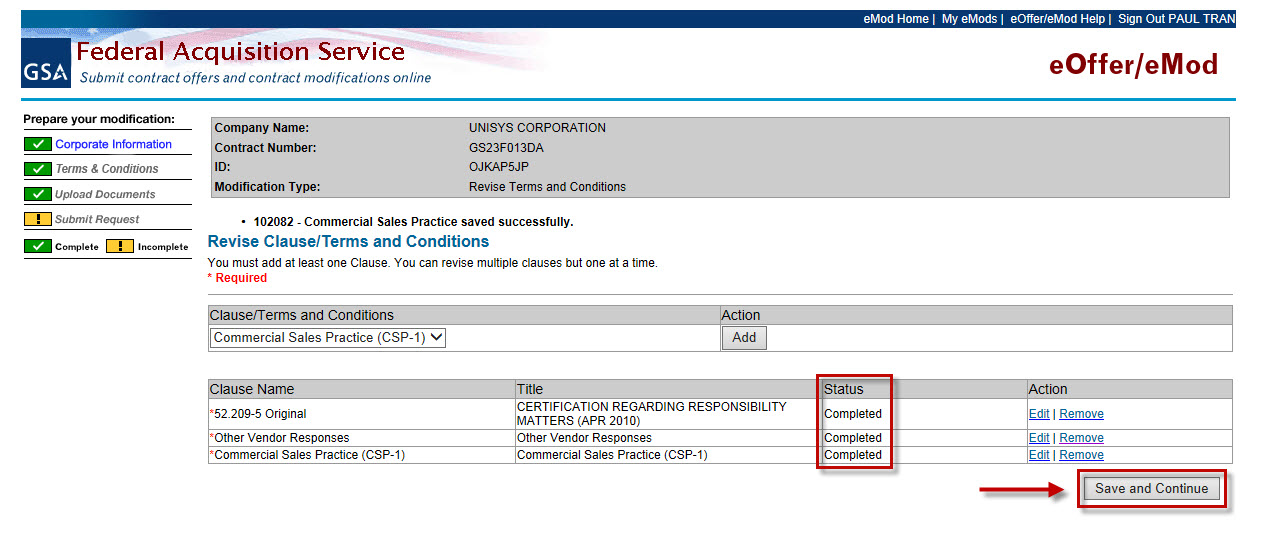 eMod Home | My eMods | eOffer/eMod Help | Sign Out PAUL TRAN
GSA
Federal Acquisition Service
Submit contract offers and contract modifications online
eOffer/eMod
Prepare your modification:
Corporate Information
Terms & Conditions
Upload Documents
! Submit Request
Complete ! Incomplete
Company Name: UNISYS CORPORATION
Contract Number: GS23F013DA
ID: OJKAP5JP
Modification Type: Revise Terms and Conditions
• 102082 - Commercial Sales Practice saved successfully.
Revise Clause/Terms and Conditions
You must add at least one Clause. You can revise multiple clauses but one at a time.
* Required
Clause/Terms and Conditions Action
Commercial Sales Practice (CSP-1) Add
Clause Name Title Status Action
*52.209-5 Original CERTIFICATION REGARDING RESPONSIBILITY MATTERS (APR 2010) Completed Edit | Remove
*Other Vendor Responses Other Vendor Responses Completed Edit | Remove
*Commercial Sales Practice (CSP-1) Commercial Sales Practice (CSP-1) Completed Edit | Remove
Save and Continue